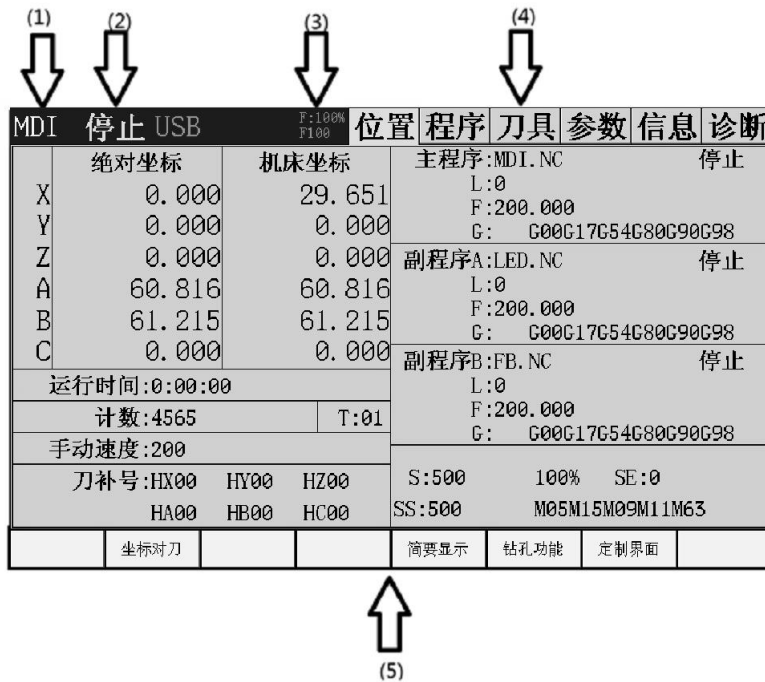 (1) (2) (3) (4)
MDI 停止 USB F:100% F100 位置 程序 刀具 参数 信息 诊断
绝对坐标 机床坐标
X 0.000 29.651
Y 0.000 0.000
Z 0.000 0.000
A 60.816 60.816
B 61.215 61.215
C 0.000 0.000
运行时间:0:00:00
计数:4565 T:01
手动速度:200
刀补号:HX00 HY00 HZ00
HA00 HB00 HC00
主程序:MDI.NC 停止
L:0
F:200.000
G: G00G17G54G80G90G98
副程序A:LED.NC 停止
L:0
F:200.000
G: G00G17G54G80G90G98
副程序B:FB.NC 停止
L:0
F:200.000
G: G00G17G54G80G90G98
S:500 100% SE:0
SS:500 M05M15M09M11M63
坐标对刀 简要显示 钻孔功能 定制界面
(5)